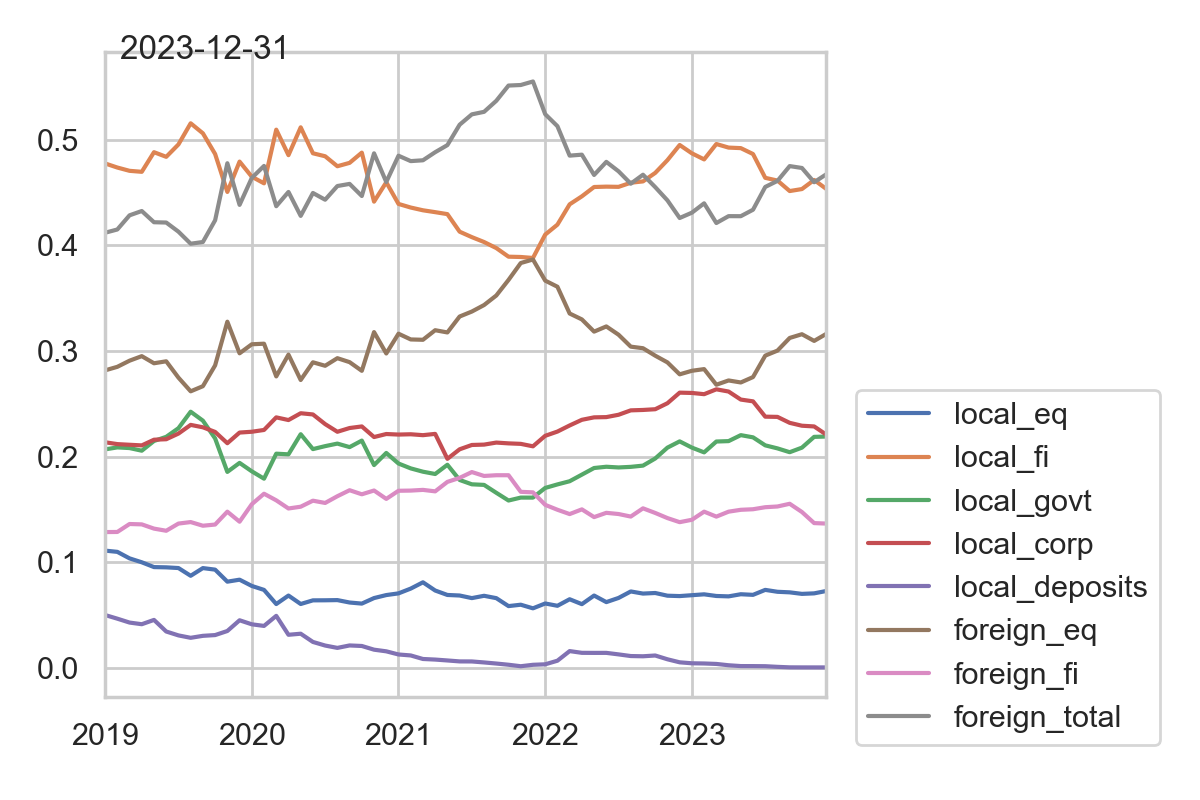 2023-12-31
0.5
0.4
0.3
0.2
0.1
0.0
2019 2020 2021 2022 2023
local_eq
local_fi
local_govt
local_corp
local_deposits
foreign_eq
foreign_fi
foreign_total